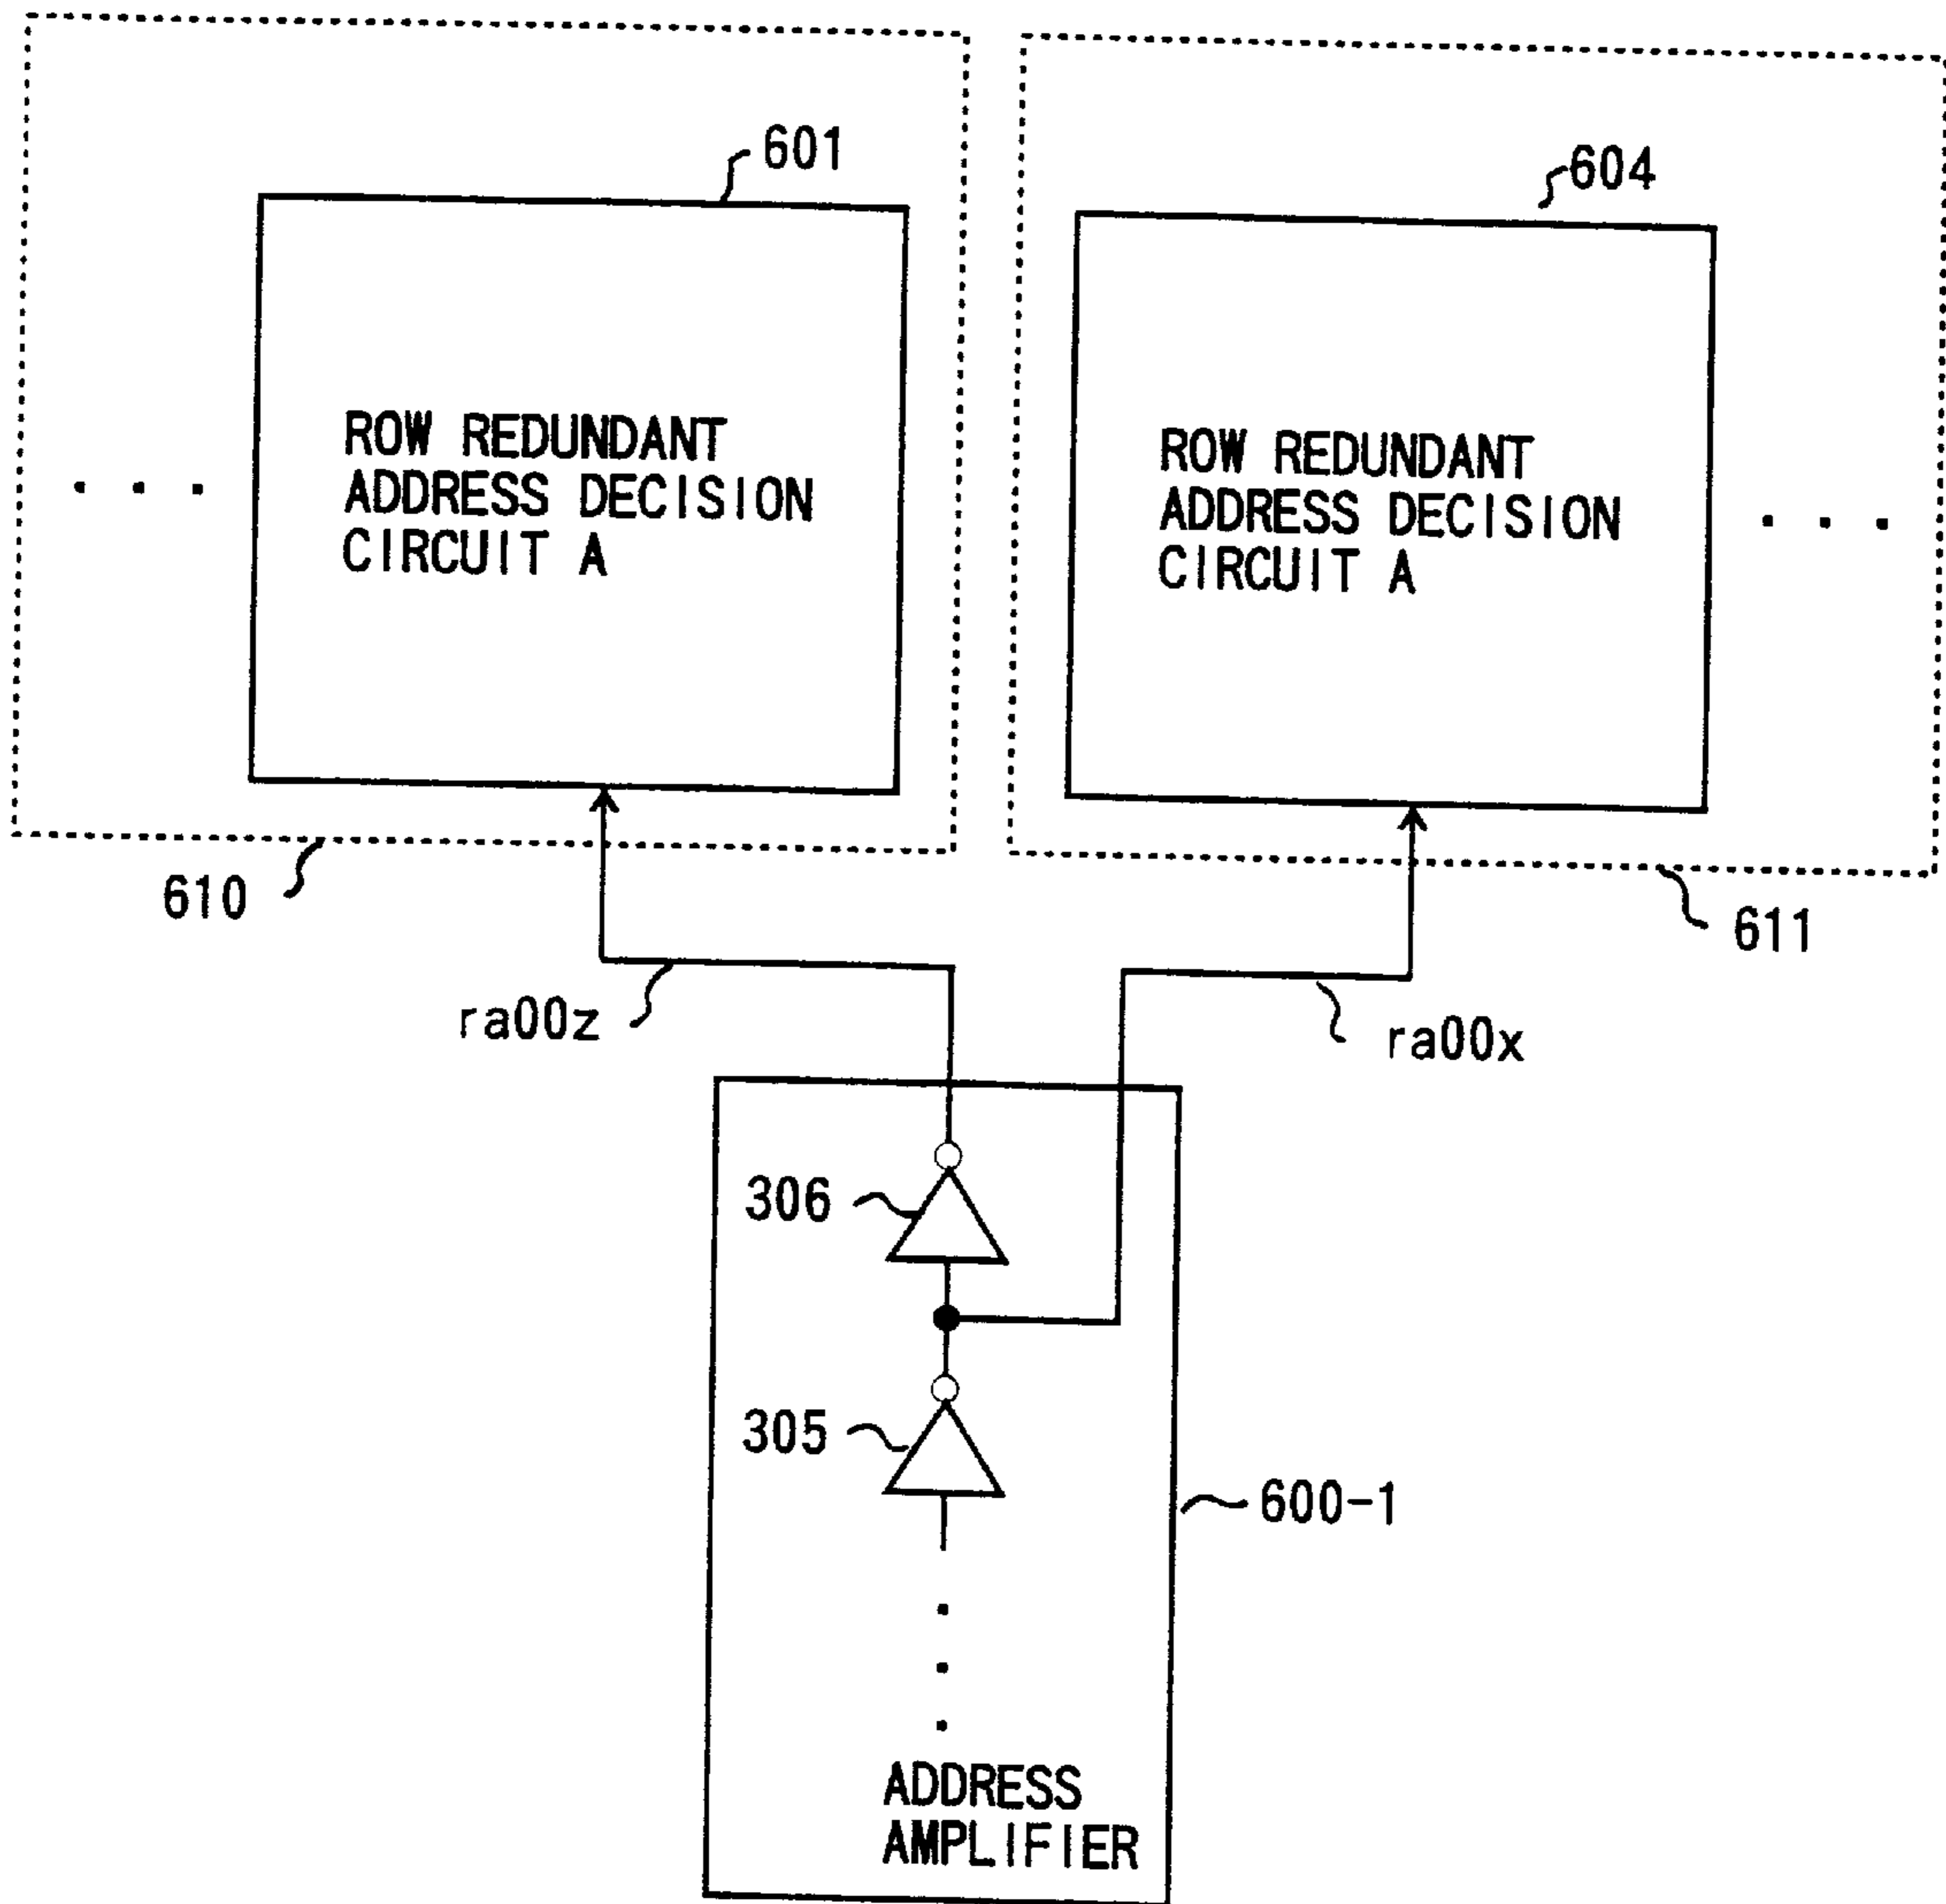 601
604
ROW REDUNDANT
ADDRESS DECISION
CIRCUIT A
ROW REDUNDANT
ADDRESS DECISION
CIRCUIT A
610
611
ra00z
ra00x
306
305
600-1
ADDRESS
AMPLIFIER